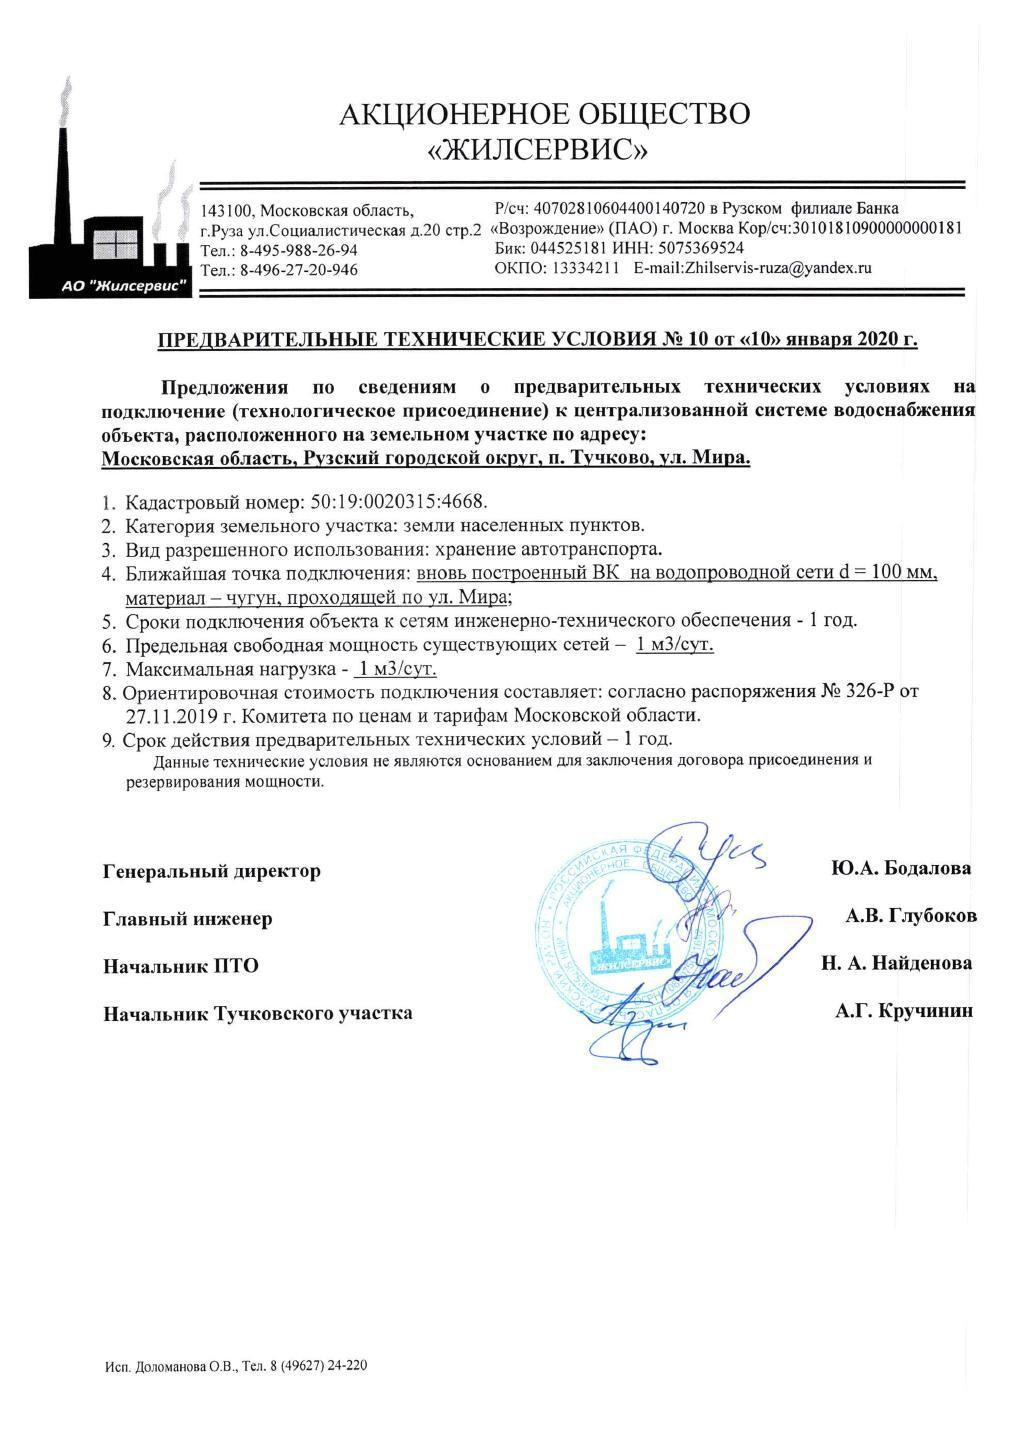 АКЦИОНЕРНОЕ ОБЩЕСТВО
«ЖИЛСЕРВИС»
АО "Жилсервис"
143100, Московская область,
г.Руза ул.Социалистическая д.20 стр.2
Тел.: 8-495-988-26-94
Тел.: 8-496-27-20-946
Р/сч: 40702810604400140720 в Рузском филиале Банка
«Возрождение» (ПАО) г. Москва Кор/сч:30101810900000000181
Бик: 044525181 ИНН: 5075369524
ОКПО: 13334211 E-mail:Zhilservis-ruza@yandex.ru
ПРЕДВАРИТЕЛЬНЫЕ ТЕХНИЧЕСКИЕ УСЛОВИЯ № 10 от «10» января 2020 г.
Предложения по сведениям о предварительных технических условиях на
подключение (технологическое присоединение) к централизованной системе водоснабжения
объекта, расположенного на земельном участке по адресу:
Московская область, Рузский городской округ, п. Тучково, ул. Мира.
1. Кадастровый номер: 50:19:0020315:4668.
2. Категория земельного участка: земли населенных пунктов.
3. Вид разрешенного использования: хранение автотранспорта.
4. Ближайшая точка подключения: вновь построенный ВК на водопроводной сети d = 100 мм,
материал – чугун, проходящей по ул. Мира;
5. Сроки подключения объекта к сетям инженерно-технического обеспечения - 1 год.
6. Предельная свободная мощность существующих сетей – 1 м3/сут.
7. Максимальная нагрузка - 1 м3/сут.
8. Ориентировочная стоимость подключения составляет: согласно распоряжения № 326-Р от
27.11.2019 г. Комитета по ценам и тарифам Московской области.
9. Срок действия предварительных технических условий – 1 год.
Данные технические условия не являются основанием для заключения договора присоединения и
резервирования мощности.
Генеральный директор Ю.А. Бодалова
Главный инженер А.В. Глубоков
Начальник ПТО Н. А. Найденова
Начальник Тучковского участка А.Г. Кручинин
РОССИЙСКАЯ ФЕДЕРАЦИЯ
АКЦИОНЕРНОЕ ОБЩЕСТВО
«ЖИЛСЕРВИС»
Исп. Доломанова О.В., Тел. 8 (49627) 24-220